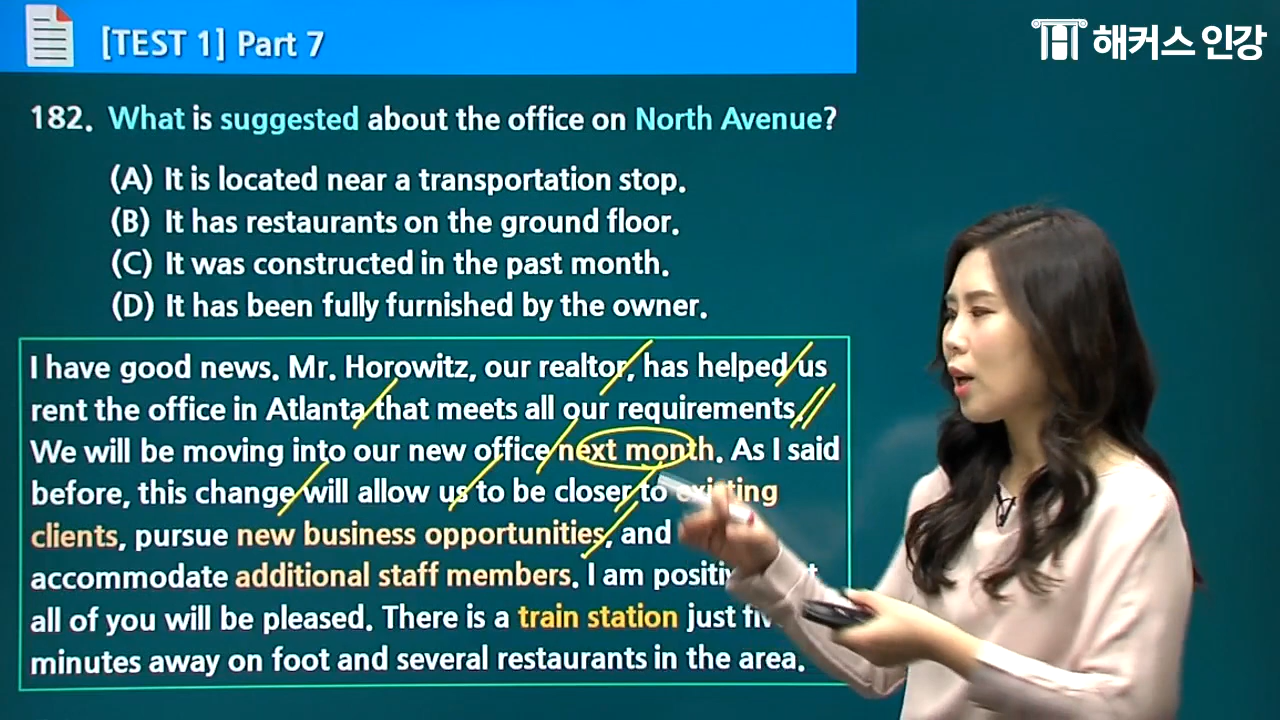 [TEST 1] Part 7
해커스 인강
182. What is suggested about the office on North Avenue?
(A) It is located near a transportation stop.
(B) It has restaurants on the ground floor.
(C) It was constructed in the past month.
(D) It has been fully furnished by the owner.
I have good news. Mr. Horowitz, our realtor, has helped us
rent the office in Atlanta that meets all our requirements.
We will be moving into our new office next month. As I said
before, this change will allow us to be closer to existing
clients, pursue new business opportunities, and
accommodate additional staff members. I am
all of you will be pleased. There is a train station just
minutes away on foot and several restaurants in the area.